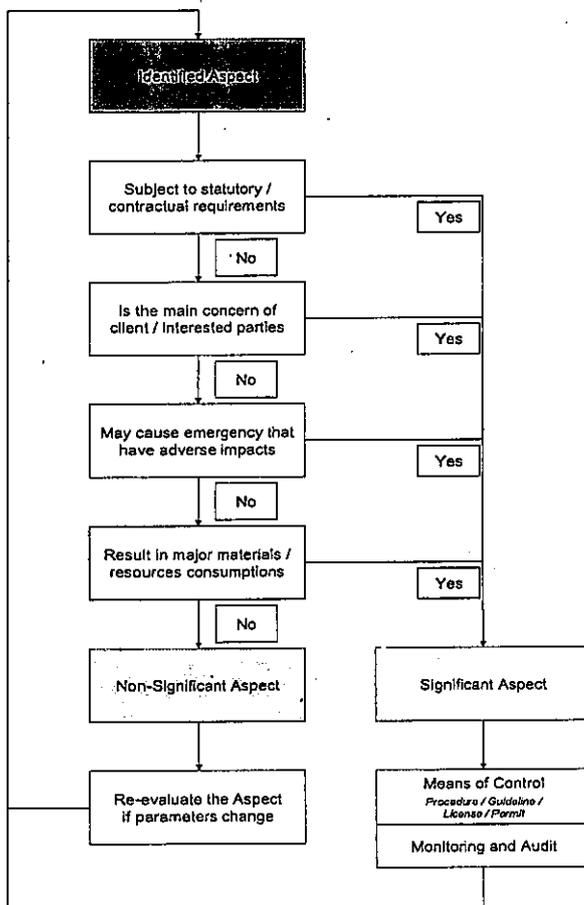 Identified Aspect
Subject to statutory /
contractual requirements
Yes
No
Is the main concern of
client / Interested parties
Yes
No
May cause emergency that
have adverse impacts
Yes
No
Result in major materials /
resources consumptions
Yes
No
Non-Significant Aspect
Significant Aspect
Re-evaluate the Aspect
if parameters change
Means of Control
Procedure / Guideline /
License / Permit
Monitoring and Audit